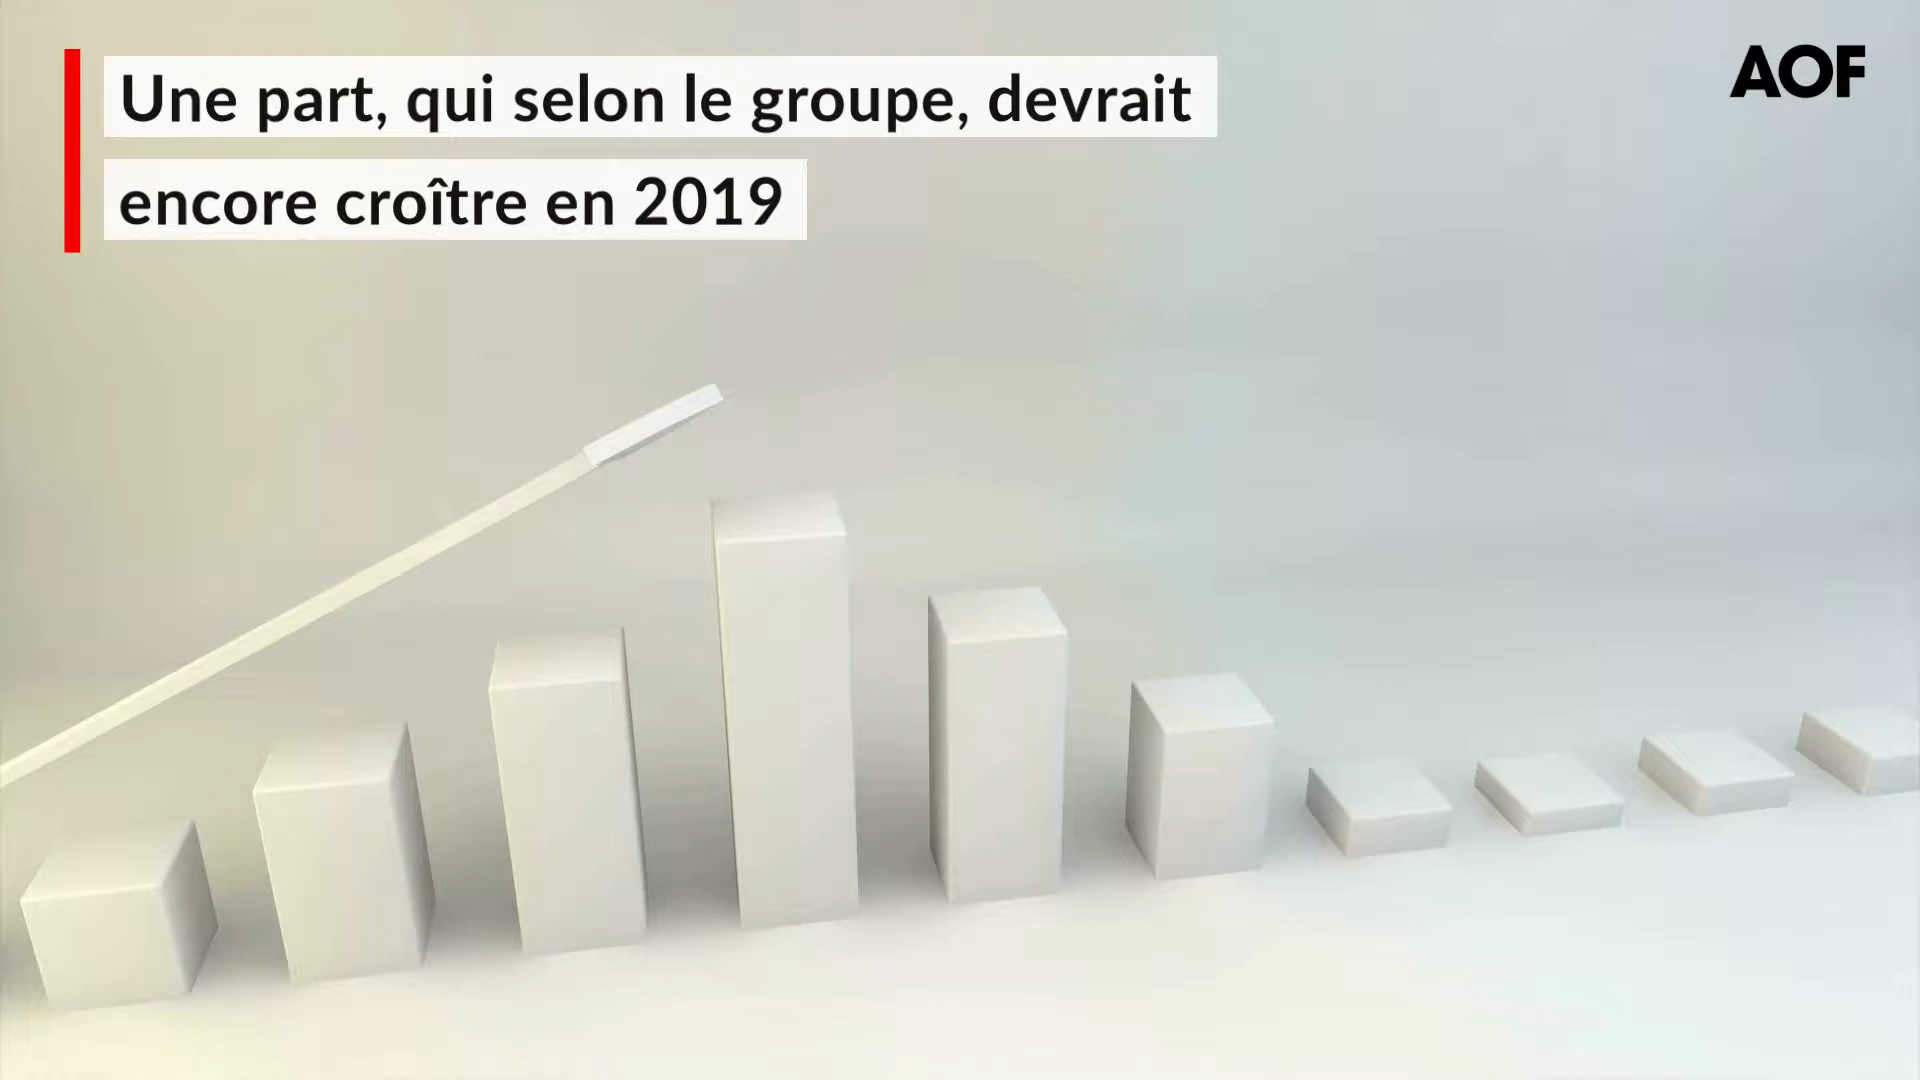 Une part, qui selon le groupe, devrait
encore croître en 2019
AOF